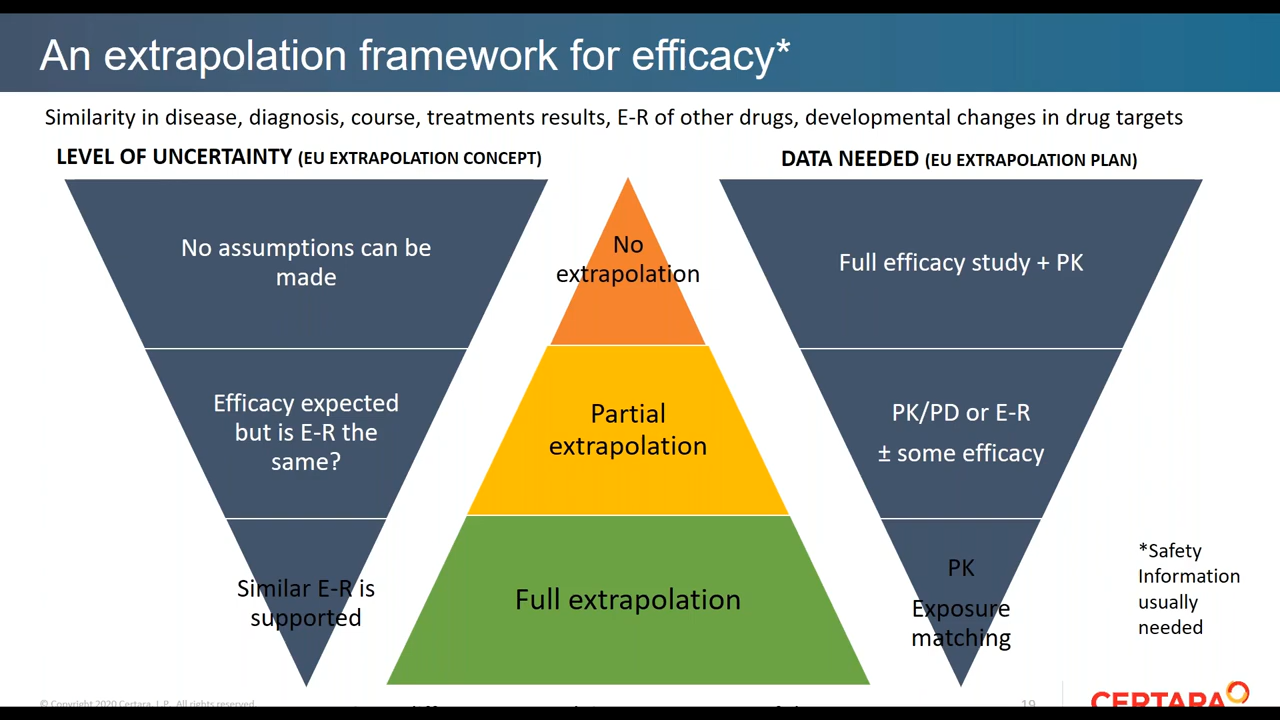 An extrapolation framework for efficacy*
Similarity in disease, diagnosis, course, treatments results, E-R of other drugs, developmental changes in drug targets
LEVEL OF UNCERTAINTY (EU EXTRAPOLATION CONCEPT)
No assumptions can be
made
Efficacy expected
but is E-R the
same?
Similar E-R is
supported
No
extrapolation
Partial
extrapolation
Full extrapolation
DATA NEEDED (EU EXTRAPOLATION PLAN)
Full efficacy study + PK
PK/PD or E-R
± some efficacy
PK
Exposure
matching
*Safety
Information
usually
needed
© Copyright 2020 Certara, L.P. All rights reserved.
19
CERTARA